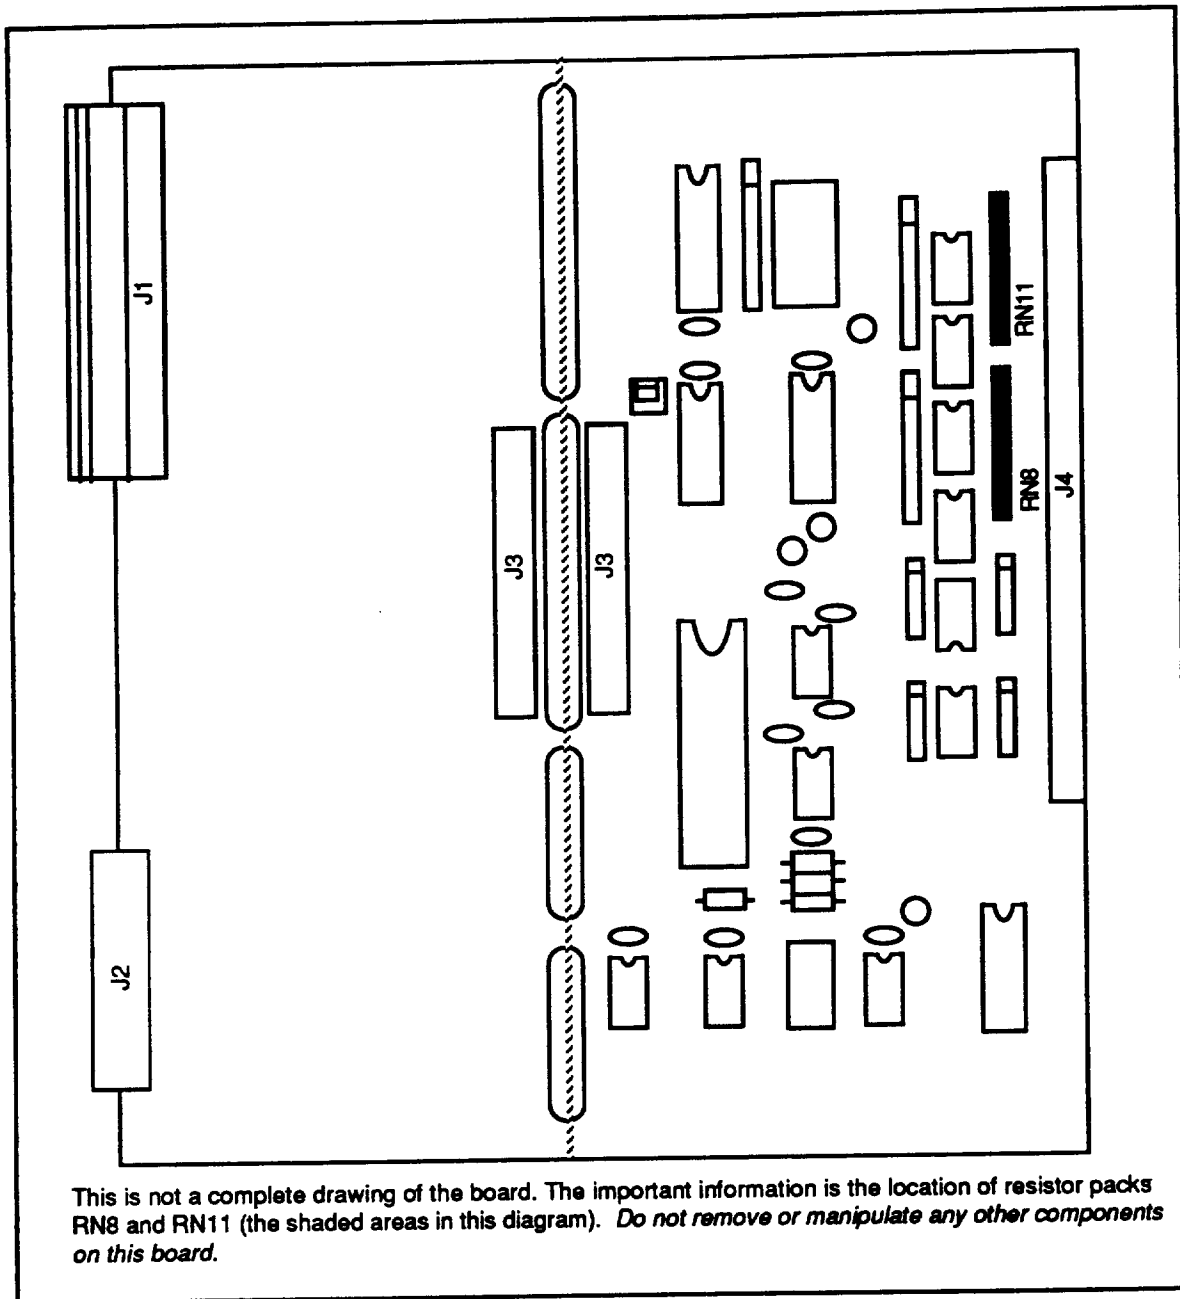 J1
RN11
RN8
J4
J3
J3
J2
This is not a complete drawing of the board. The important information is the location of resistor packs
RN8 and RN11 (the shaded areas in this diagram). Do not remove or manipulate any other components
on this board.